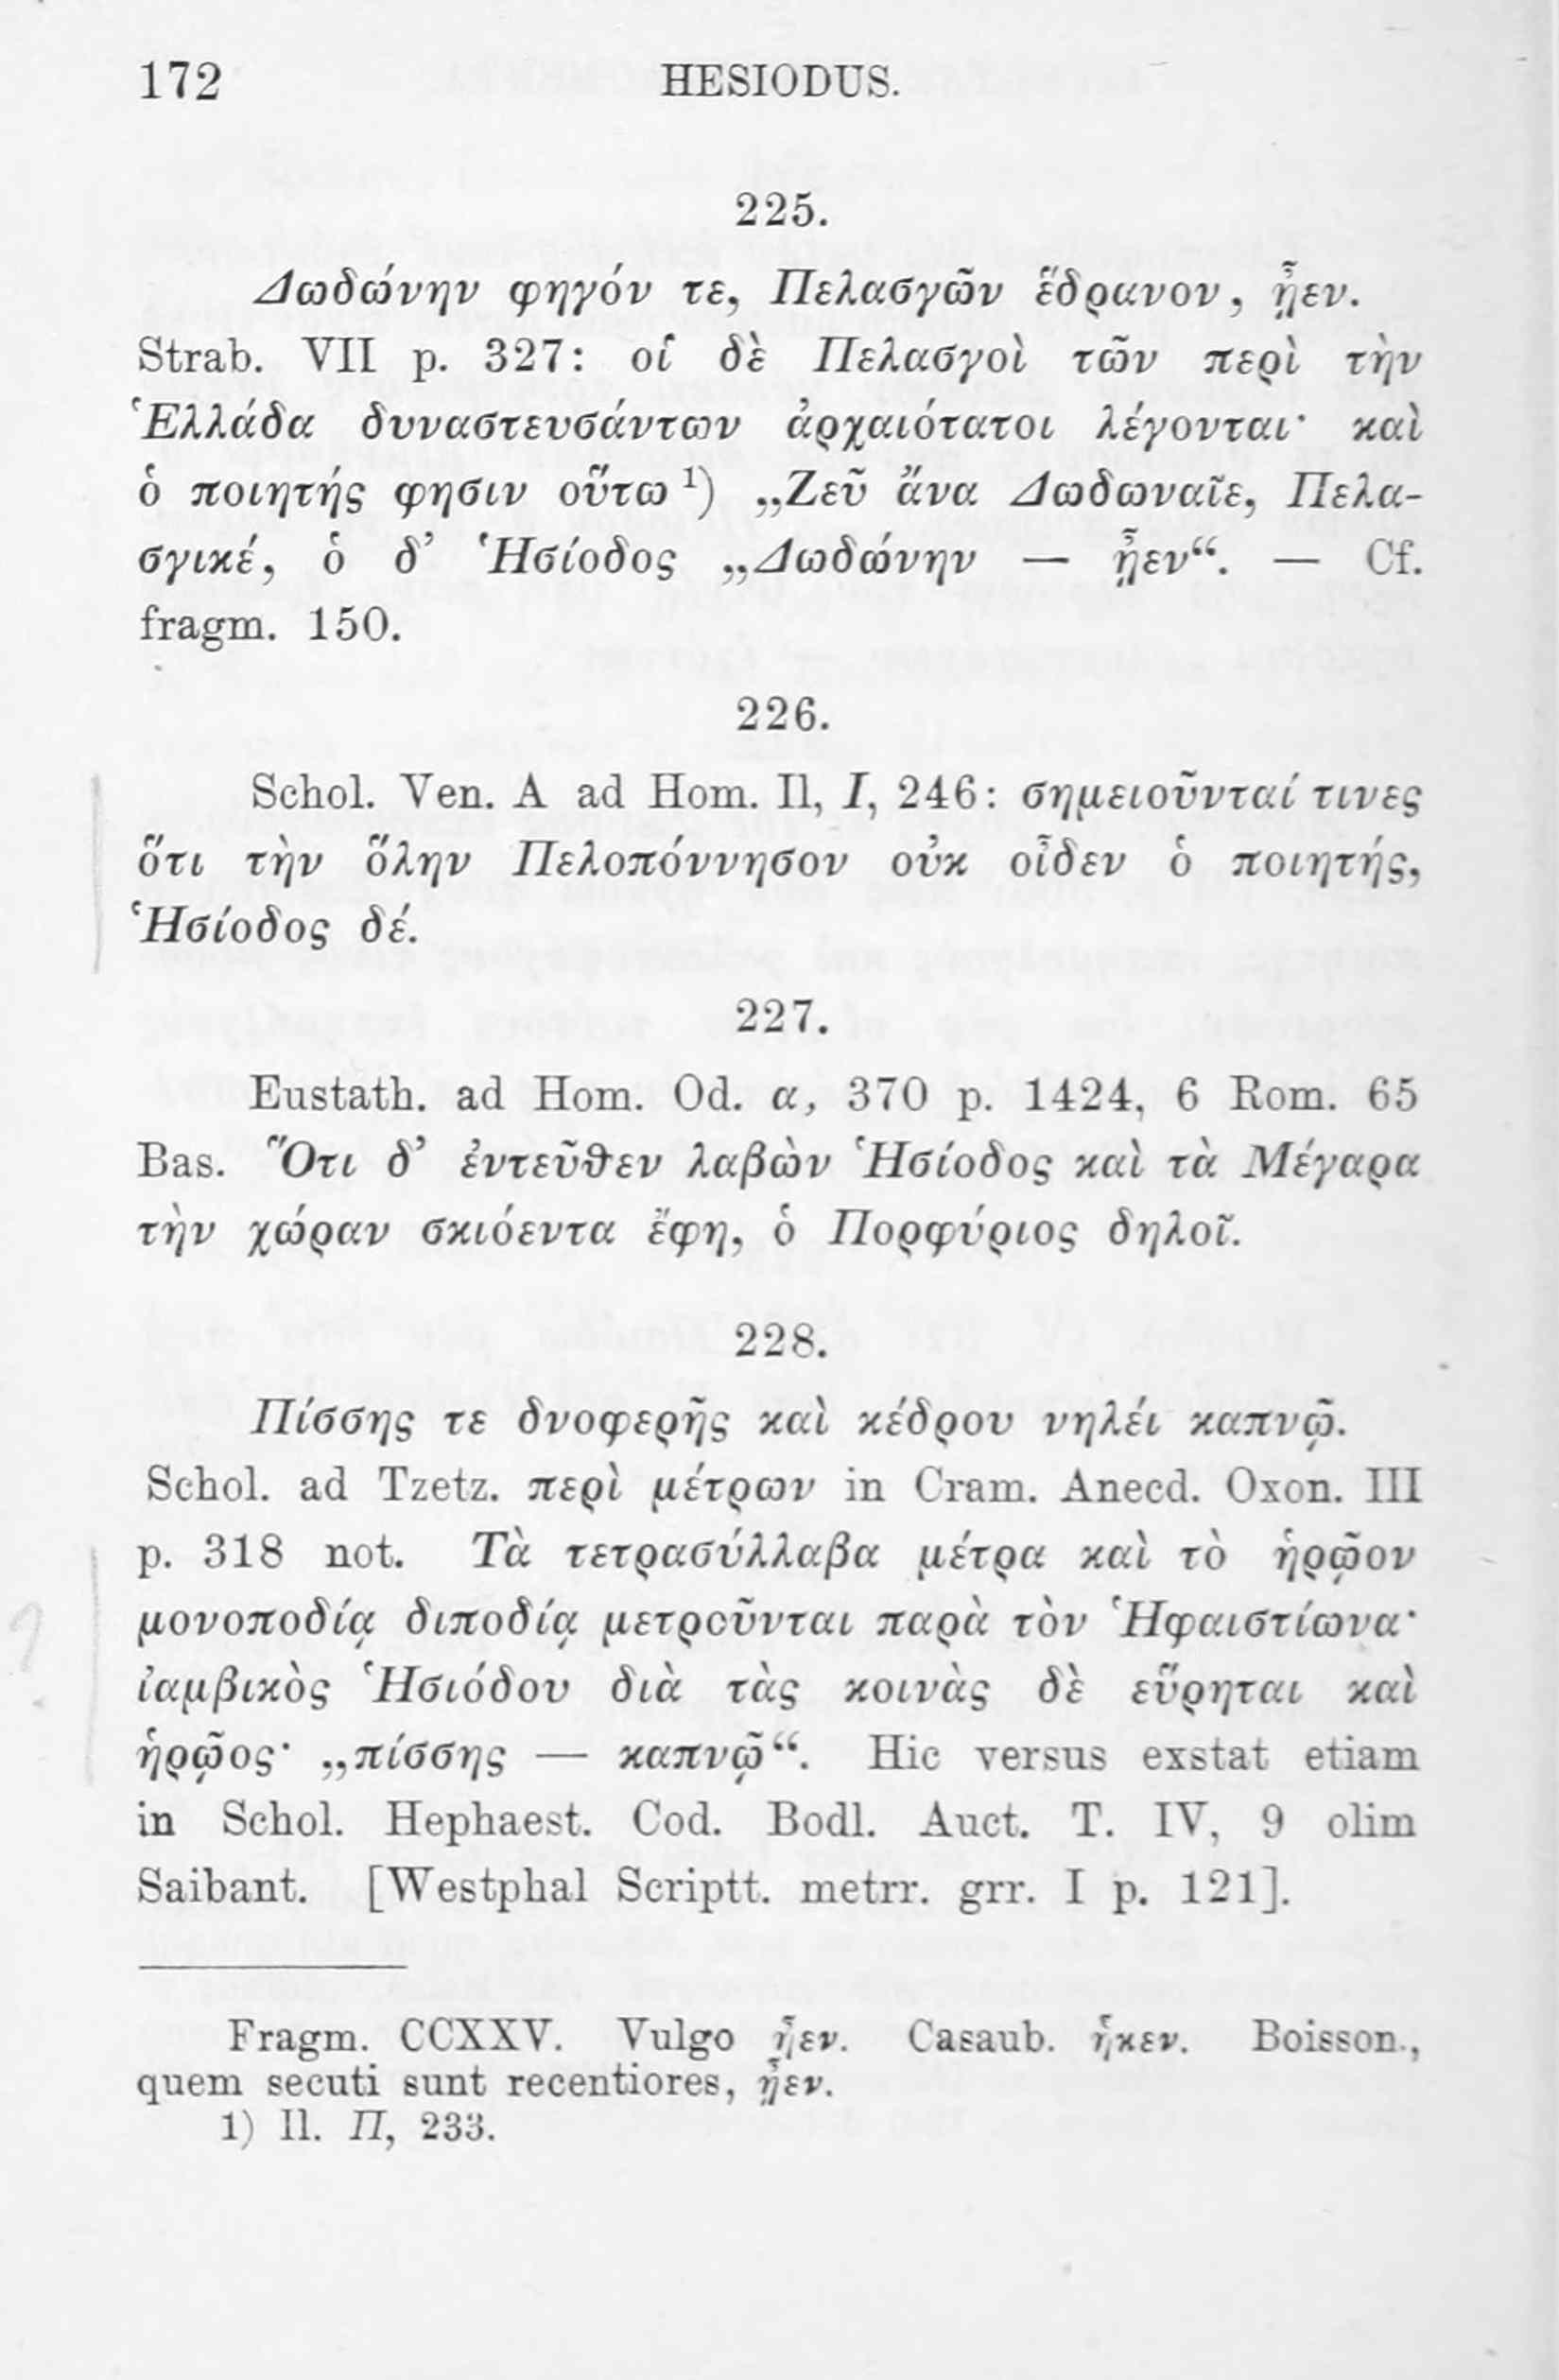 172 HESIODUS.
225.
Δωδώνην φηγόν τε, Πελασγῶν ἕδρανον, ᾖεν.
Strab. VII p. 327: οἱ δὲ Πελασγοὶ τῶν περὶ τὴν
Ἑλλάδα δυναστευσάντων ἀρχαιότατοι λέγονται· καὶ
ὁ ποιητής φησιν οὕτω ¹) „Ζεῦ ἄνα Δωδωναῖε, Πελα-
σγικέ, ὁ δ’ Ἡσίοδος „Δωδώνην — ᾖεν“. — Cf.
fragm. 150.
226.
Schol. Ven. A ad Hom. Il, I, 246: σημειοῦνταί τινες
ὅτι τὴν ὅλην Πελοπόννησον οὐκ οἶδεν ὁ ποιητής,
Ἡσίοδος δέ.
227.
Eustath. ad Hom. Od. α, 370 p. 1424, 6 Rom. 65
Bas. Ὅτι δ’ ἐντεῦθεν λαβὼν Ἡσίοδος καὶ τὰ Μέγαρα
τὴν χώραν σκιόεντα ἔφη, ὁ Πορφύριος δηλοῖ.
228.
Πίσσης τε δνοφερῆς καὶ κέδρου νηλέι καπνῷ.
Schol. ad Tzetz. περὶ μέτρων in Cram. Anecd. Oxon. III
p. 318 not. Τὰ τετρασύλλαβα μέτρα καὶ τὸ ἡρῷον
μονοποδίᾳ διποδίᾳ μετροῦνται παρὰ τὸν Ἡφαιστίωνα·
ἰαμβικὸς Ἡσιόδου διὰ τὰς κοινὰς δὲ εὕρηται καὶ
ἡρῷος· „πίσσης — καπνῷ“. Hic versus exstat etiam
in Schol. Hephaest. Cod. Bodl. Auct. T. IV, 9 olim
Saibant. [Westphal Scriptt. metrr. grr. I p. 121].
Fragm. CCXXV. Vulgo ἦεν. Casaub. ἧκεν. Boisson.,
quem secuti sunt recentiores, ᾖεν.
1) Il. Π, 233.